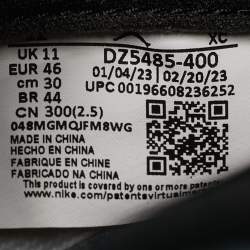 XC
UK 11
DZ5485-400
EUR 46
01/04/23 | 02/20/23
cm 30
UPC 00196608236252
BR 44
CN 300(2.5)
048MGMQJFM8WG
MADE IN CHINA
HECHO EN CHINA
FABRIQUE EN CHINE
FABRICADO NA CHINA
This product is covered by one or more patents
www.nike.com/patentsvirtualmar